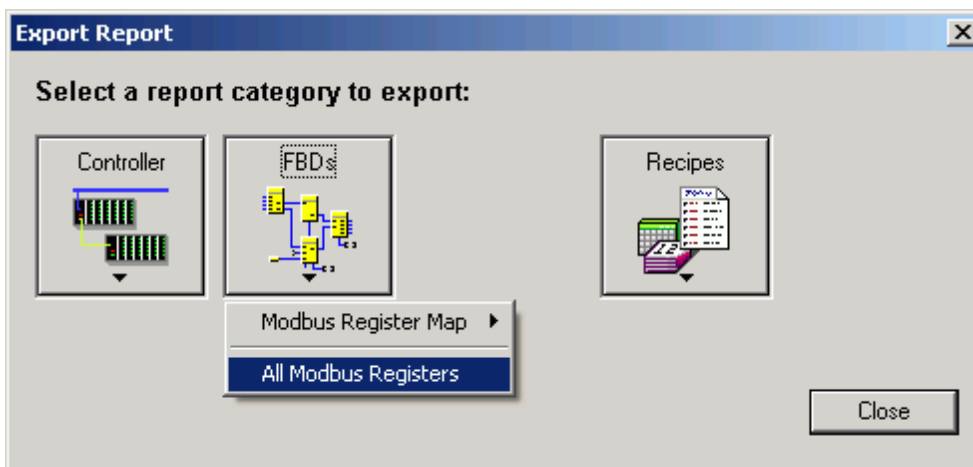 Export Report
Select a report category to export:
Controller
FBDs
Recipes
Modbus Register Map
All Modbus Registers
Close